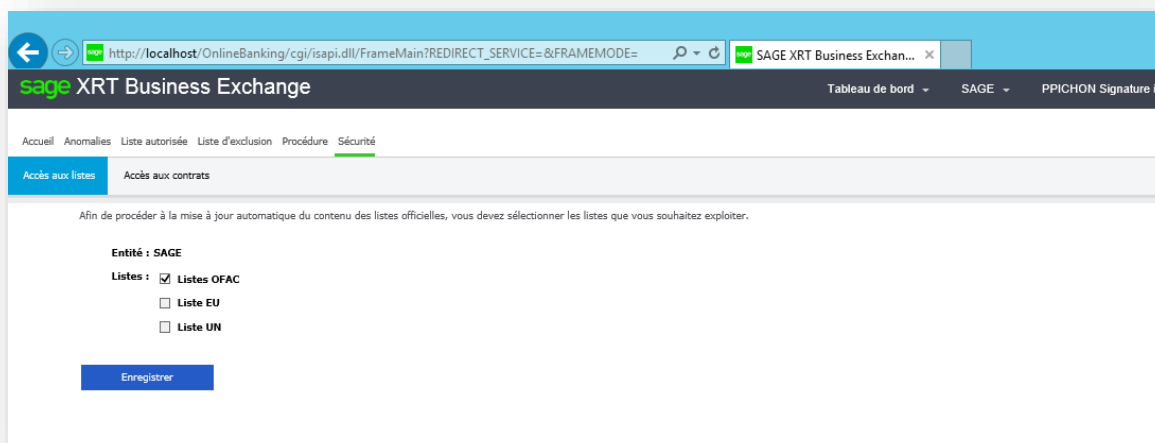 http://localhost/OnlineBanking/cgi/isapi.dll/FrameMain?REDIRECT_SERVICE=&FRAMEMODE= sage SAGE XRT Business Exchan...
sage XRT Business Exchange Tableau de bord SAGE PPICHON Signature
Accueil Anomalies Liste autorisée Liste d'exclusion Procédure Sécurité
Accès aux listes Accès aux contrats
Afin de procéder à la mise à jour automatique du contenu des listes officielles, vous devez sélectionner les listes que vous souhaitez exploiter.
Entité : SAGE
Listes : Listes OFAC
Liste EU
Liste UN
Enregistrer